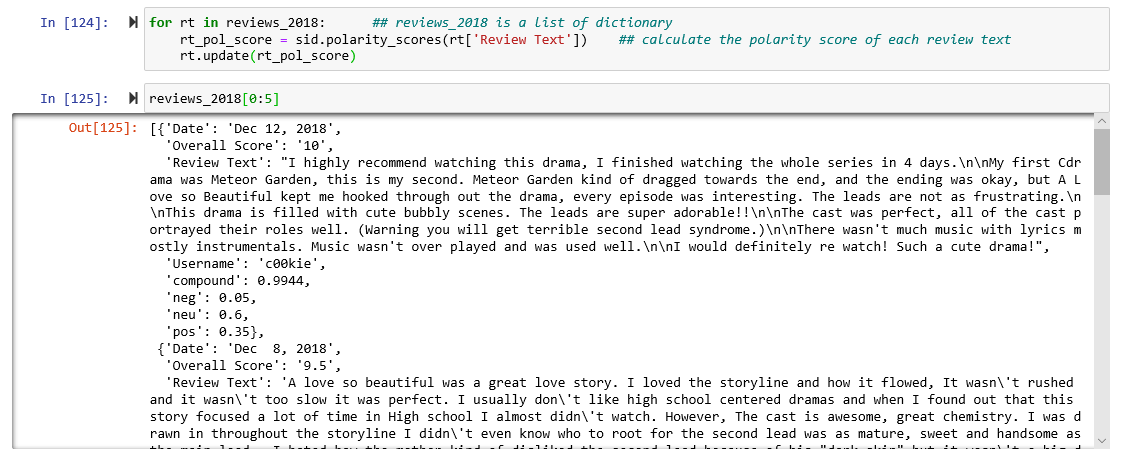 In [124]: for rt in reviews_2018:      ## reviews_2018 is a list of dictionary
    rt_pol_score = sid.polarity_scores(rt['Review Text'])    ## calculate the polarity score of each review text
    rt.update(rt_pol_score)
In [125]: reviews_2018[0:5]
Out[125]: [{'Date': 'Dec 12, 2018',
  'Overall Score': '10',
  'Review Text': "I highly recommend watching this drama, I finished watching the whole series in 4 days.\n\nMy first Cdr
ama was Meteor Garden, this is my second. Meteor Garden kind of dragged towards the end, and the ending was okay, but A L
ove so Beautiful kept me hooked through out the drama, every episode was interesting. The leads are not as frustrating.\n
\nThis drama is filled with cute bubbly scenes. The leads are super adorable!!\n\nThe cast was perfect, all of the cast p
ortrayed their roles well. (Warning you will get terrible second lead syndrome.)\n\nThere wasn't much music with lyrics m
ostly instrumentals. Music wasn't over played and was used well.\n\nI would definitely re watch! Such a cute drama!",
  'Username': 'c00kie',
  'compound': 0.9944,
  'neg': 0.05,
  'neu': 0.6,
  'pos': 0.35},
 {'Date': 'Dec  8, 2018',
  'Overall Score': '9.5',
  'Review Text': 'A love so beautiful was a great love story. I loved the storyline and how it flowed, It wasn\'t rushed
and it wasn\'t too slow it was perfect. I usually don\'t like high school centered dramas and when I found out that this
story focused a lot of time in High school I almost didn\'t watch. However, The cast is awesome, great chemistry. I was d
rawn in throughout the storyline I didn\'t even know who to root for the second lead was as mature, sweet and handsome as